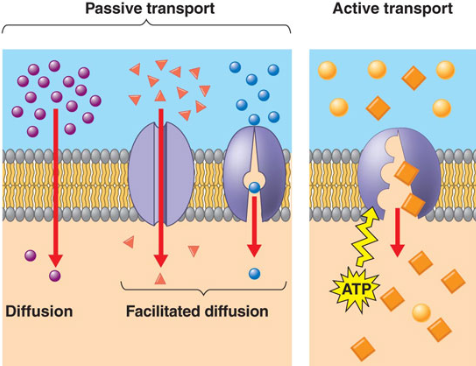 Passive transport
Active transport
ATP
Diffusion
Facilitated diffusion